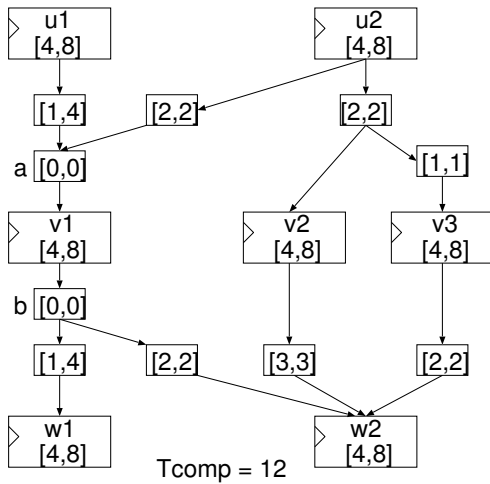 u1
[4,8]
u2
[4,8]
[1,4]
[2,2]
[2,2]
a
[0,0]
[1,1]
v1
[4,8]
v2
[4,8]
v3
[4,8]
b
[0,0]
[1,4]
[2,2]
[3,3]
[2,2]
w1
[4,8]
w2
[4,8]
Tcomp = 12